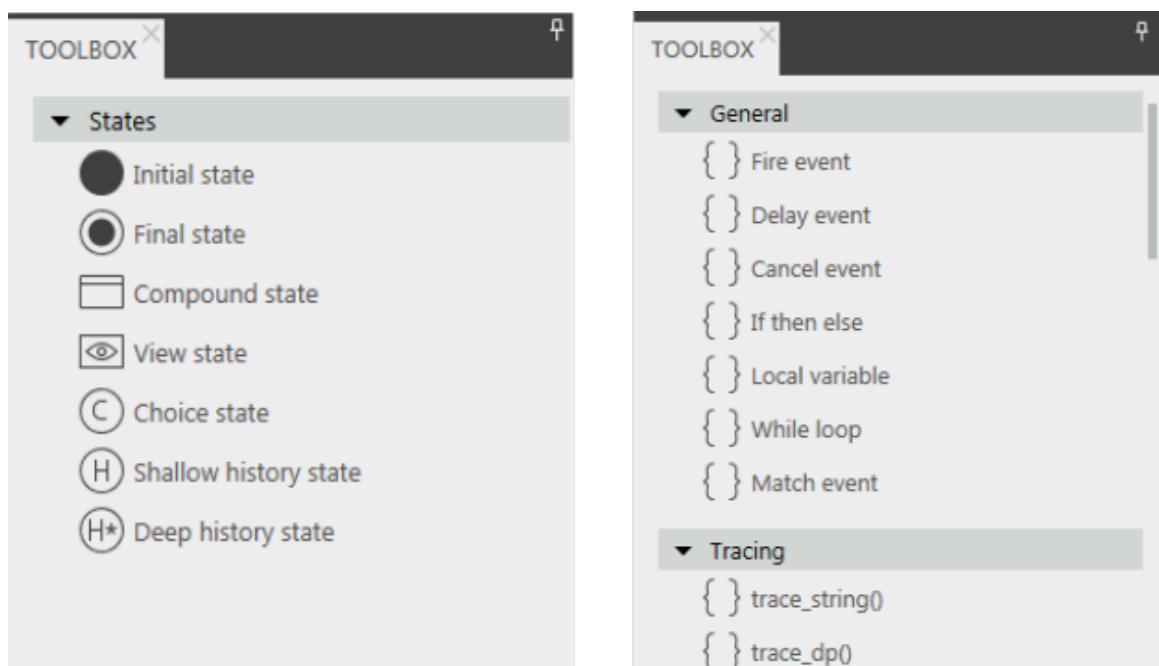 TOOLBOX
States
Initial state
Final state
Compound state
View state
C Choice state
H Shallow history state
H* Deep history state
TOOLBOX
General
{ } Fire event
{ } Delay event
{ } Cancel event
{ } If then else
{ } Local variable
{ } While loop
{ } Match event
Tracing
{ } trace_string()
{ } trace_dp()